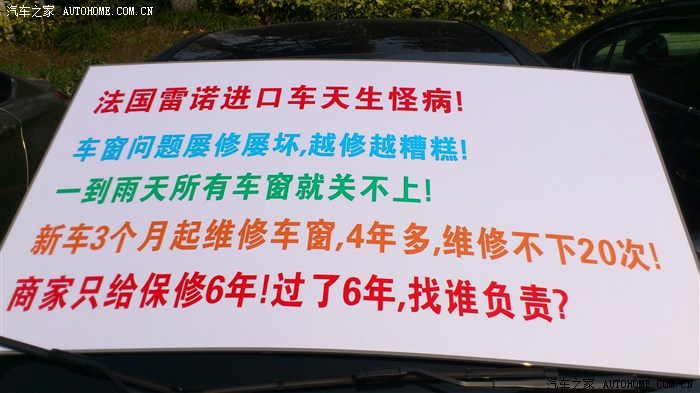 汽车之家 AUTOHOME.COM.CN
法国雷诺进口车天生怪病!
车窗问题屡修屡坏,越修越糟糕!
一到雨天所有车窗就关不上!
新车3个月起维修车窗,4年多,维修不下20次!
商家只给保修6年!过了6年,找谁负责?
汽车之家 AUTOHOME.COM.CN